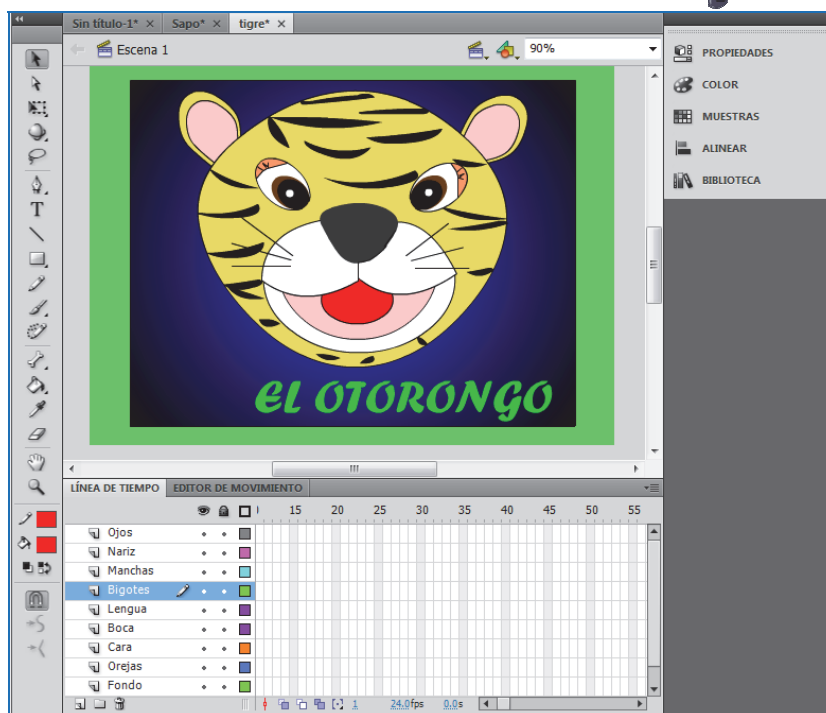 Sin título-1* × Sapo* × tigre* ×
Escena 1 90%
PROPIEDADES
COLOR
MUESTRAS
ALINEAR
BIBLIOTECA
T
EL OTORONGO
LÍNEA DE TIEMPO EDITOR DE MOVIMIENTO
15 20 25 30 35 40 45 50 55
Ojos
Nariz
Manchas
Bigotes
Lengua
Boca
Cara
Orejas
Fondo
1 24.0fps 0.0s